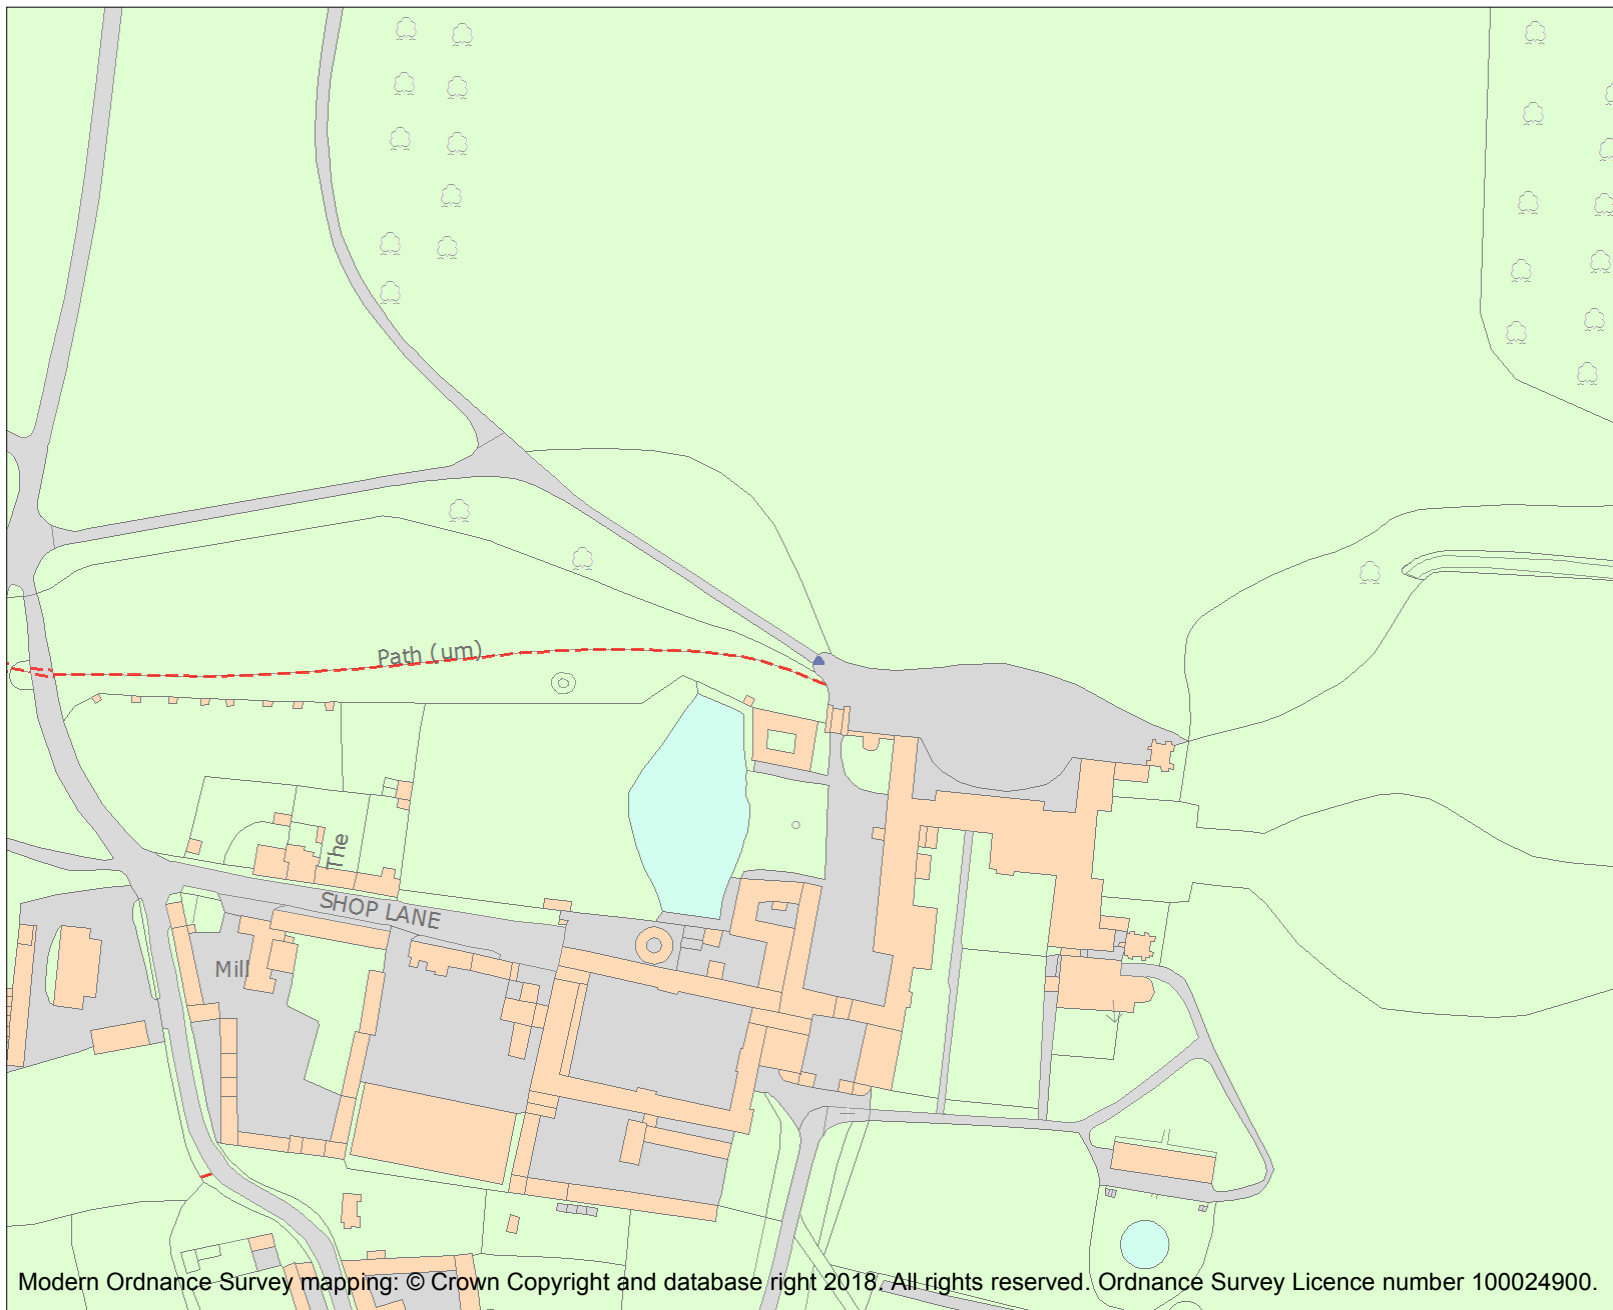 Path (um)
The
SHOP LANE
Mill
Modern Ordnance Survey mapping: © Crown Copyright and database right 2018. All rights reserved. Ordnance Survey Licence number 100024900.